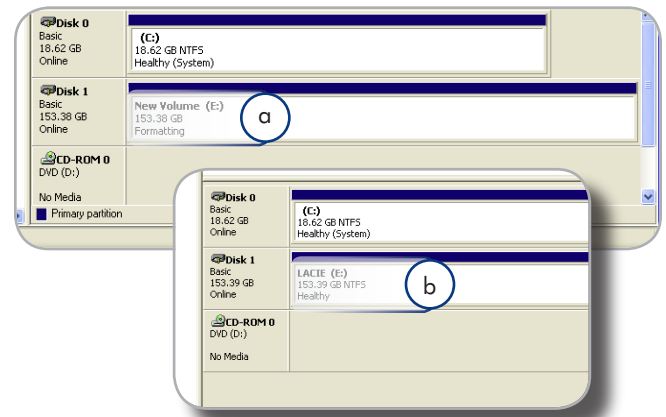 Disk 0
Basic
18.62 GB
Online
(C:)
18.62 GB NTFS
Healthy (System)
Disk 1
Basic
153.38 GB
Online
New Volume (E:)
153.38 GB
Formatting
a
CD-ROM 0
DVD (D:)
No Media
Primary partition
Disk 0
Basic
18.62 GB
Online
(C:)
18.62 GB NTFS
Healthy (System)
Disk 1
Basic
153.39 GB
Online
LACIE (E:)
153.39 GB NTFS
Healthy
b
CD-ROM 0
DVD (D:)
No Media